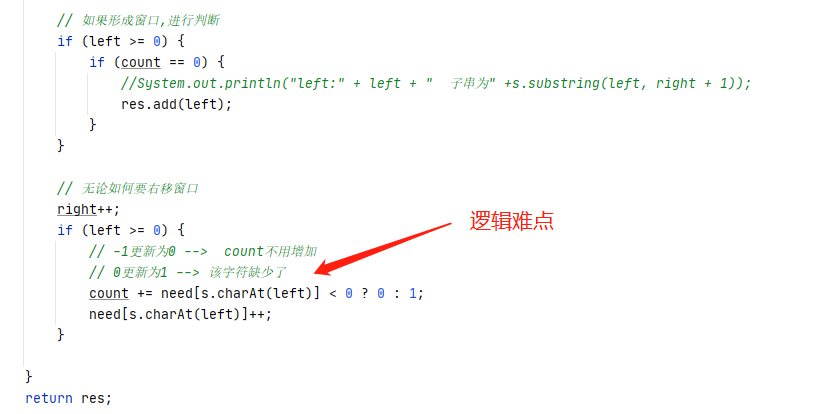 // 如果形成窗口,进行判断
if (left >= 0) {
if (count == 0) {
//System.out.println("left:" + left + "  子串为" +s.substring(left, right + 1));
res.add(left);
}
}
// 无论如何要右移窗口
right++;
if (left >= 0) {
逻辑难点
// -1更新为0 -->  count不用增加
// 0更新为1 --> 该字符缺少了
count += need[s.charAt(left)] < 0 ? 0 : 1;
need[s.charAt(left)]++;
}
}
return res;